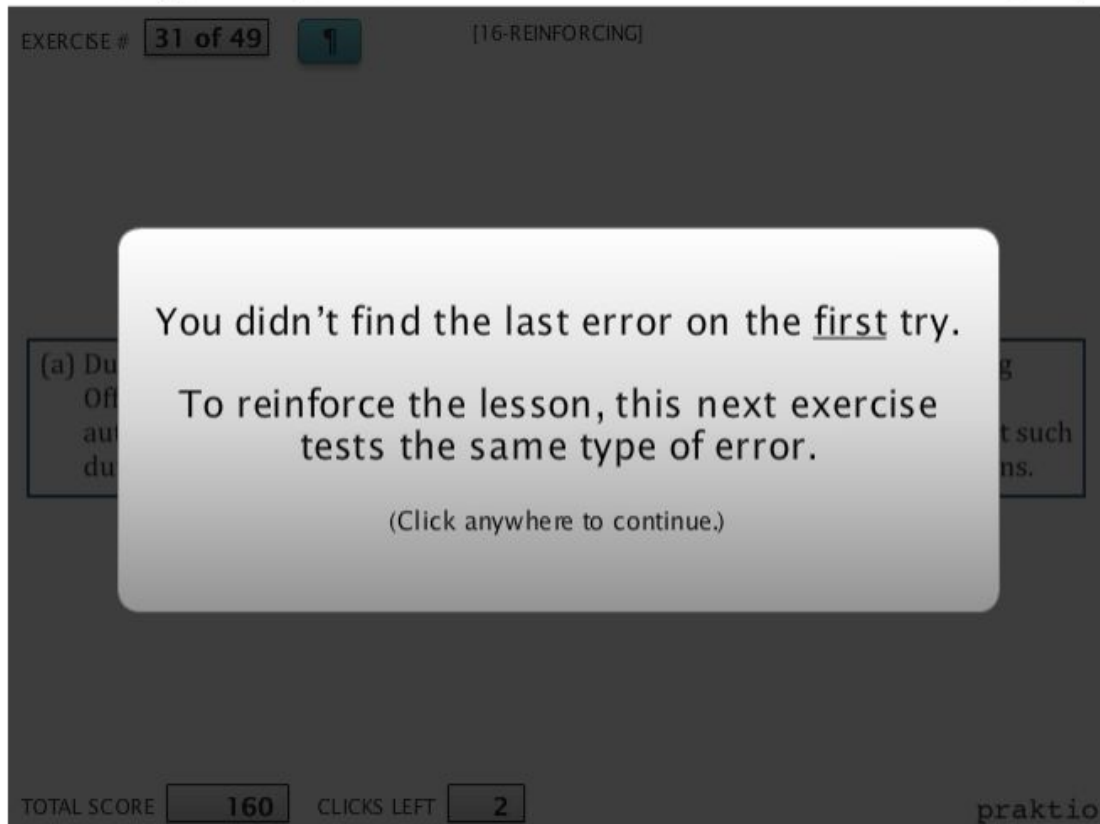 EXERCISE # 31 of 49 ¶ [16-REINFORCING]
You didn't find the last error on the first try.
(a) Du g
To reinforce the lesson, this next exercise
Off
tests the same type of error.
aut t such
du ns.
(Click anywhere to continue.)
TOTAL SCORE 160 CLICKS LEFT 2 praktio